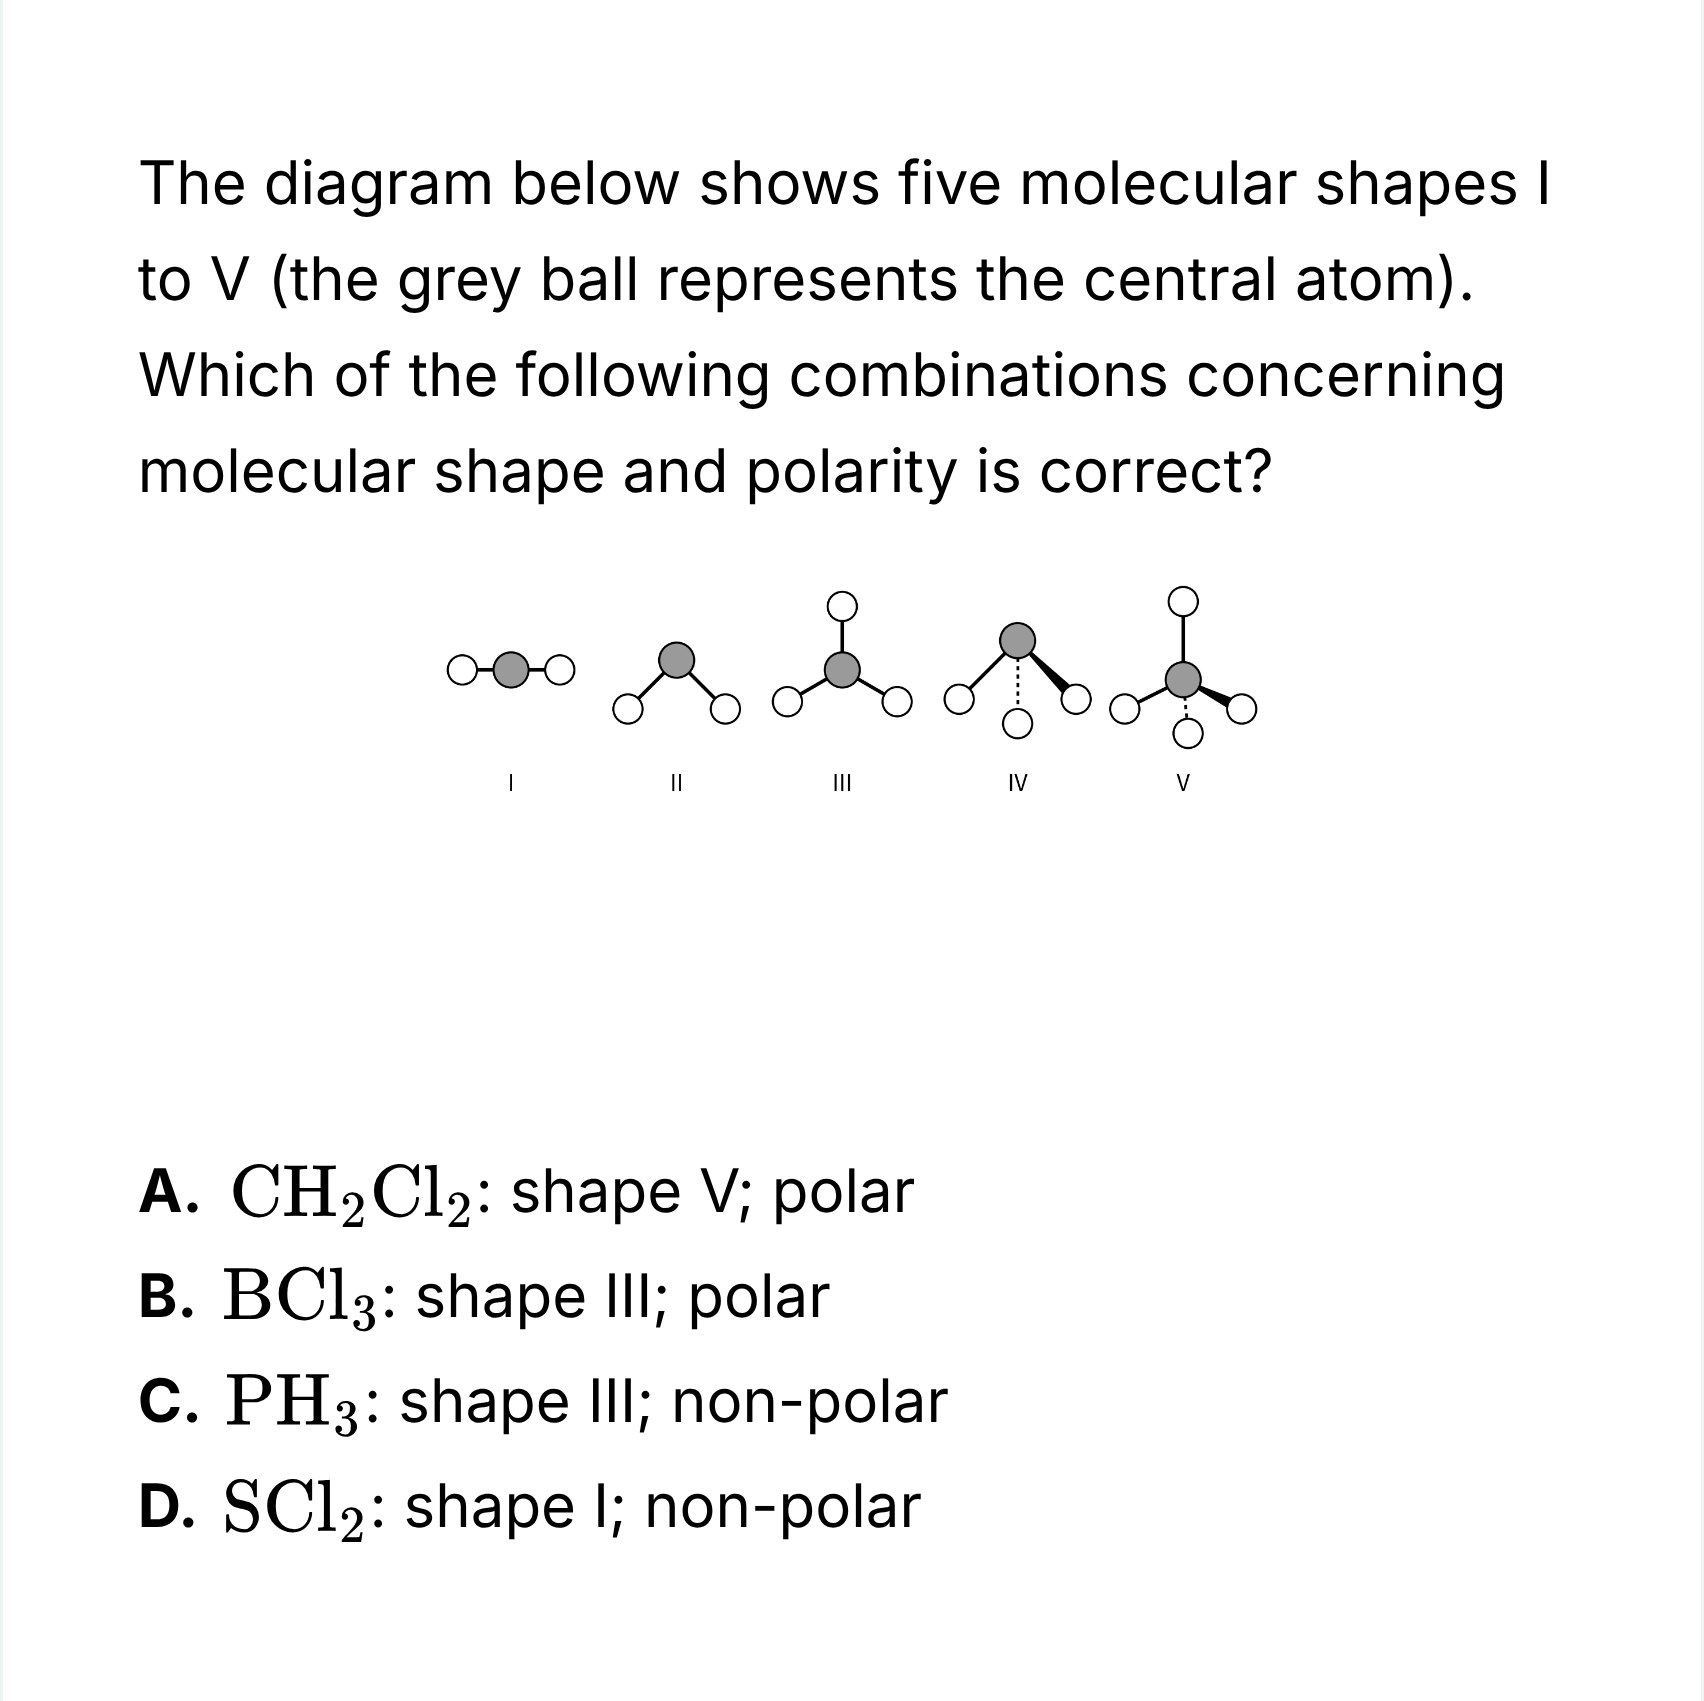 The diagram below shows five molecular shapes I
to V (the grey ball represents the central atom).
Which of the following combinations concerning
molecular shape and polarity is correct?
I II III IV V
A. CH₂Cl₂: shape V; polar
B. BCl₃: shape III; polar
C. PH₃: shape III; non-polar
D. SCl₂: shape I; non-polar